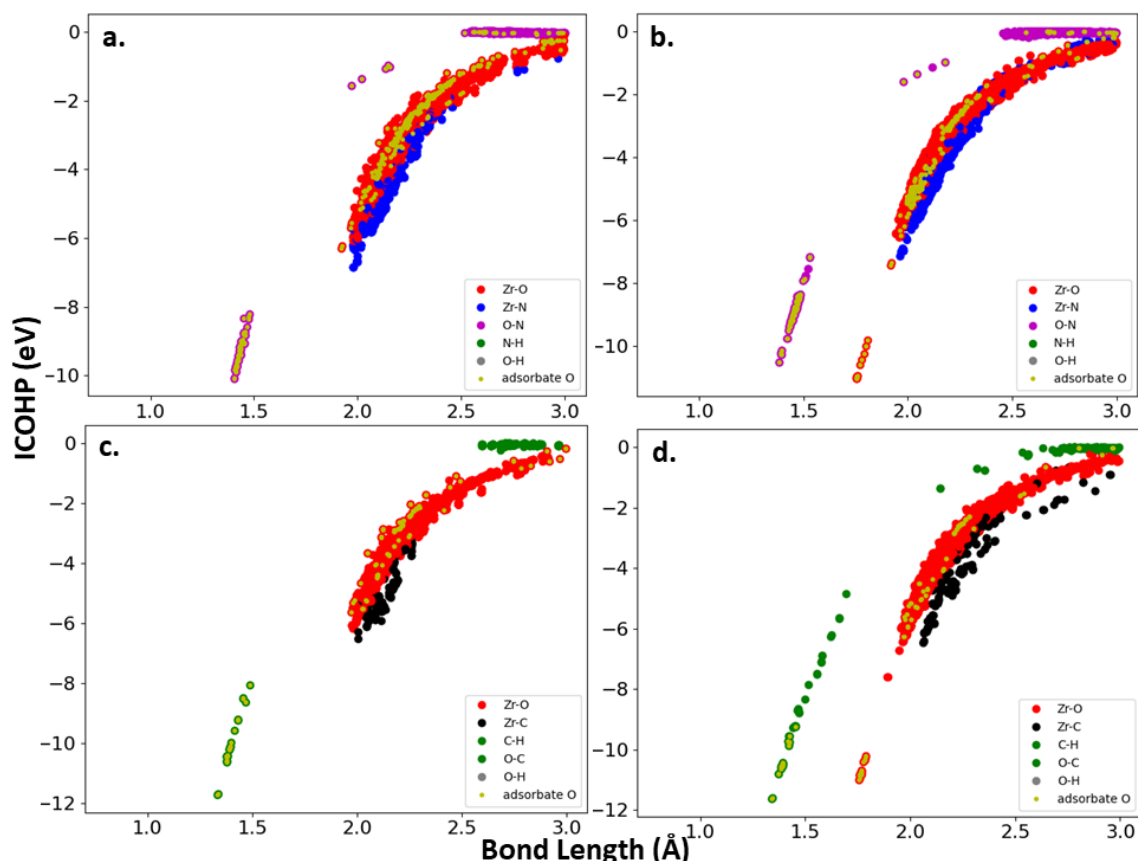 a.
0
−2
−4
−6
−8
−10
1.0 1.5 2.0 2.5 3.0
Zr-O
Zr-N
O-N
N-H
O-H
adsorbate O
b.
0
−2
−4
−6
−8
−10
1.0 1.5 2.0 2.5 3.0
Zr-O
Zr-N
O-N
N-H
O-H
adsorbate O
ICOHP (eV)
c.
0
−2
−4
−6
−8
−10
−12
1.0 1.5 2.0 2.5 3.0
Zr-O
Zr-C
C-H
O-C
O-H
adsorbate O
d.
0
−2
−4
−6
−8
−10
−12
1.0 1.5 2.0 2.5 3.0
Zr-O
Zr-C
C-H
O-C
O-H
adsorbate O
Bond Length (Å)